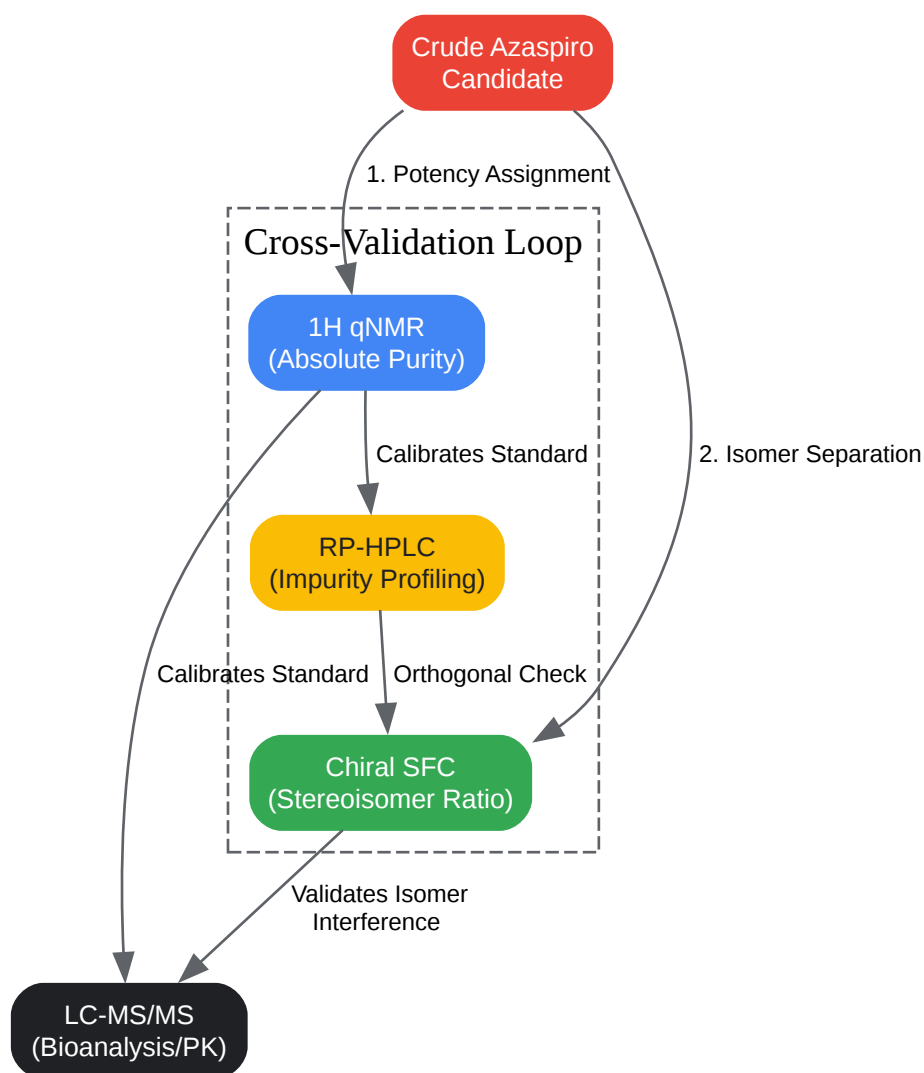 Crude Azaspiro
Candidate
1. Potency Assignment
Cross-Validation Loop
1H qNMR
(Absolute Purity)
Calibrates Standard
2. Isomer Separation
RP-HPLC
(Impurity Profiling)
Calibrates Standard
Orthogonal Check
Chiral SFC
(Stereoisomer Ratio)
Validates Isomer
Interference
LC-MS/MS
(Bioanalysis/PK)